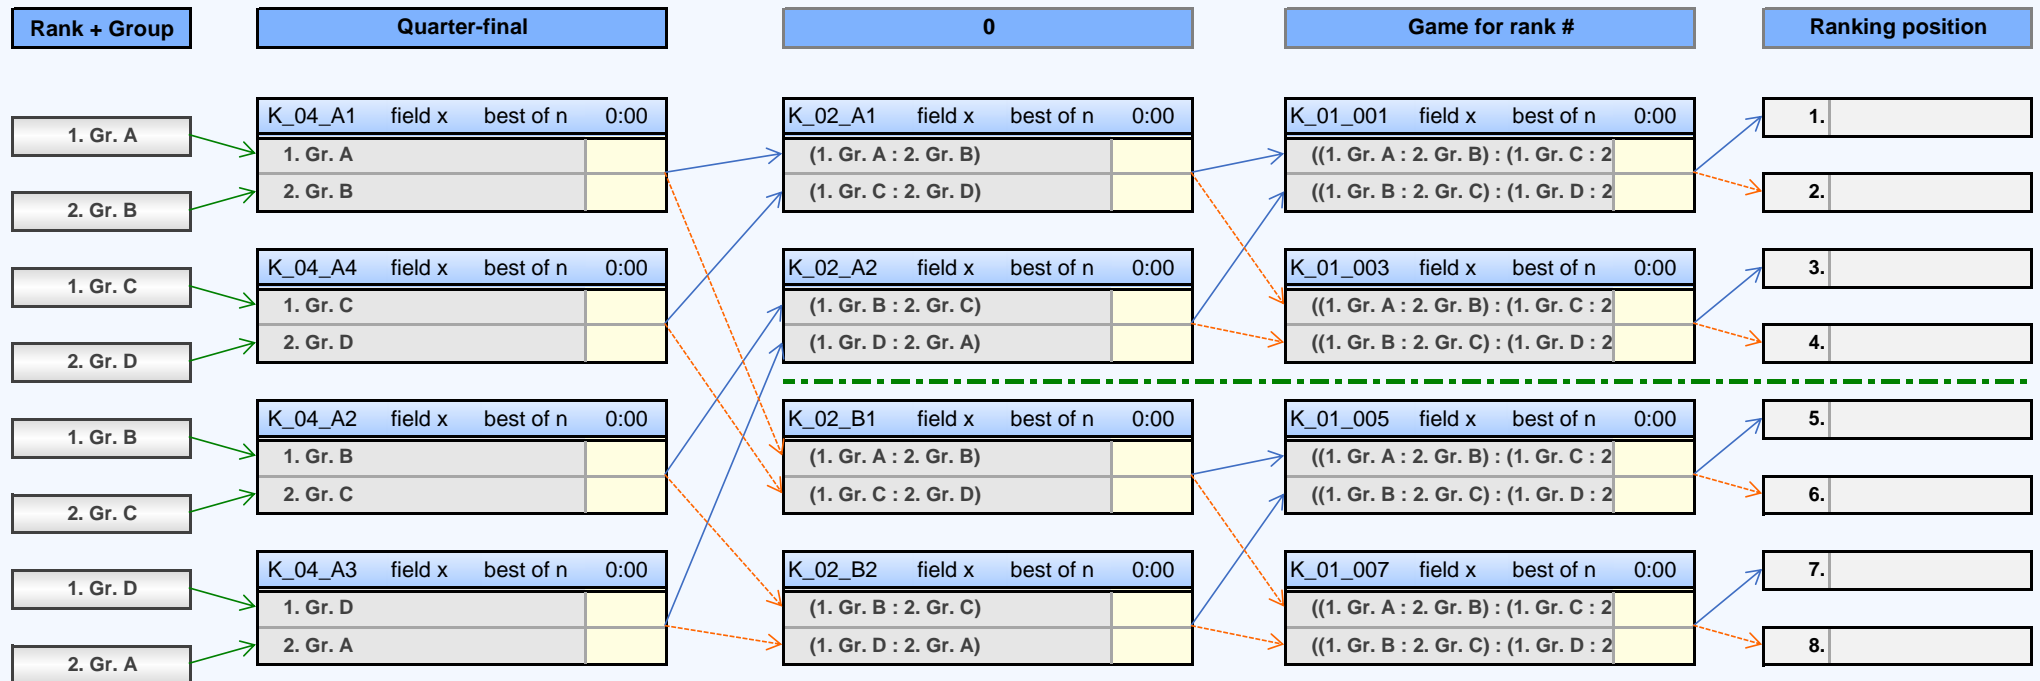 Rank + Group Quarter-final 0 Game for rank # Ranking position
K_04_A1 field x best of n 0:00 K_02_A1 field x best of n 0:00 K_01_001 field x best of n 0:00 1.
1. Gr. A
1. Gr. A (1. Gr. A : 2. Gr. B) ((1. Gr. A : 2. Gr. B) : (1. Gr. C : 2
2. Gr. B (1. Gr. C : 2. Gr. D) ((1. Gr. B : 2. Gr. C) : (1. Gr. D : 2 2.
2. Gr. B
K_04_A4 field x best of n 0:00 K_02_A2 field x best of n 0:00 K_01_003 field x best of n 0:00 3.
1. Gr. C
1. Gr. C (1. Gr. B : 2. Gr. C) ((1. Gr. A : 2. Gr. B) : (1. Gr. C : 2
2. Gr. D (1. Gr. D : 2. Gr. A) ((1. Gr. B : 2. Gr. C) : (1. Gr. D : 2 4.
2. Gr. D
K_04_A2 field x best of n 0:00 K_02_B1 field x best of n 0:00 K_01_005 field x best of n 0:00 5.
1. Gr. B
1. Gr. B (1. Gr. A : 2. Gr. B) ((1. Gr. A : 2. Gr. B) : (1. Gr. C : 2
2. Gr. C (1. Gr. C : 2. Gr. D) ((1. Gr. B : 2. Gr. C) : (1. Gr. D : 2 6.
2. Gr. C
K_04_A3 field x best of n 0:00 K_02_B2 field x best of n 0:00 K_01_007 field x best of n 0:00 7.
1. Gr. D
1. Gr. D (1. Gr. B : 2. Gr. C) ((1. Gr. A : 2. Gr. B) : (1. Gr. C : 2
2. Gr. A (1. Gr. D : 2. Gr. A) ((1. Gr. B : 2. Gr. C) : (1. Gr. D : 2 8.
2. Gr. A